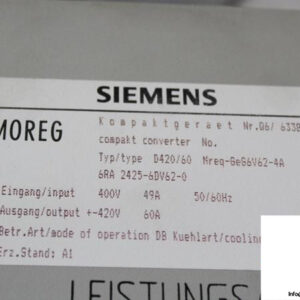 SIEMENS
MOREG Kompaktgeraet Nr.Q6/ 6338
compakt converter No.
Typ/type D420/60 Mreq-GeG6V62-4A
6RA 2425-6DV62-0
Eingang/input 400V 49A 50/60Hz
Ausgang/output +-420V 60A
Betr.Art/mode of operation DB Kuehlart/cooling
Erz.Stand: A1
LEISTUNGS